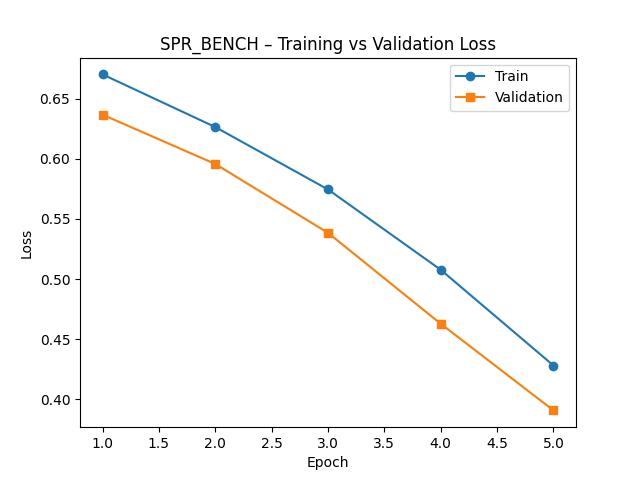 SPR_BENCH – Training vs Validation Loss
Train
Validation
Loss
0.65
0.60
0.55
0.50
0.45
0.40
1.0 1.5 2.0 2.5 3.0 3.5 4.0 4.5 5.0
Epoch